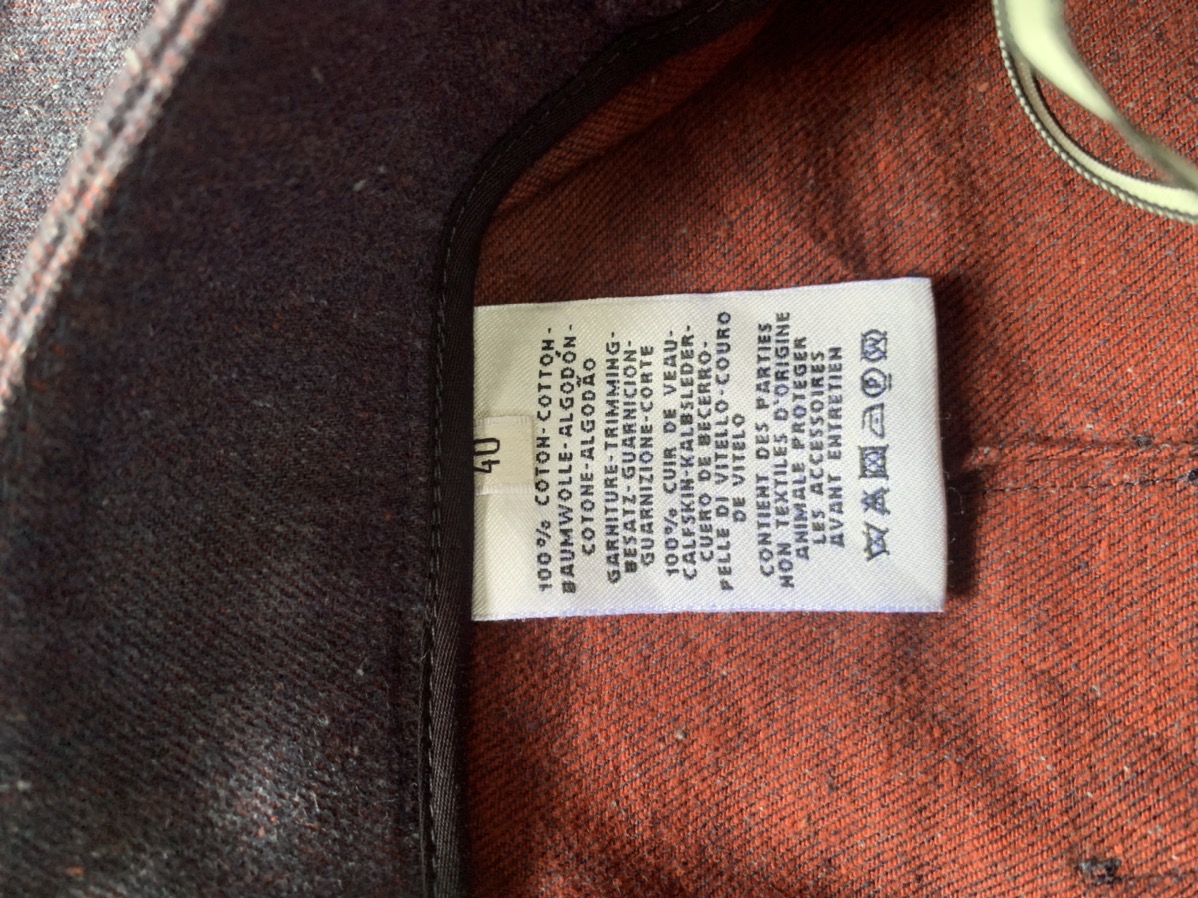 40
100% COTON-COTTON-
BAUMWOLLE-ALGODÓN-
COTONE-ALGODÃO
GARNITURE-TRIMMING-
BESATZ-GUARNICION-
GUARNIZIONE-CORTE
100% CUIR DE VEAU-
CALFSKIN-KALBSLEDER-
CUERO DE BECERRO-
PELLE DI VITELLO-COURO
DE VITELO
CONTIENT DES PARTIES
NON TEXTILES D'ORIGINE
ANIMALE PROTEGER
LES ACCESSOIRES
AVANT ENTRETIEN